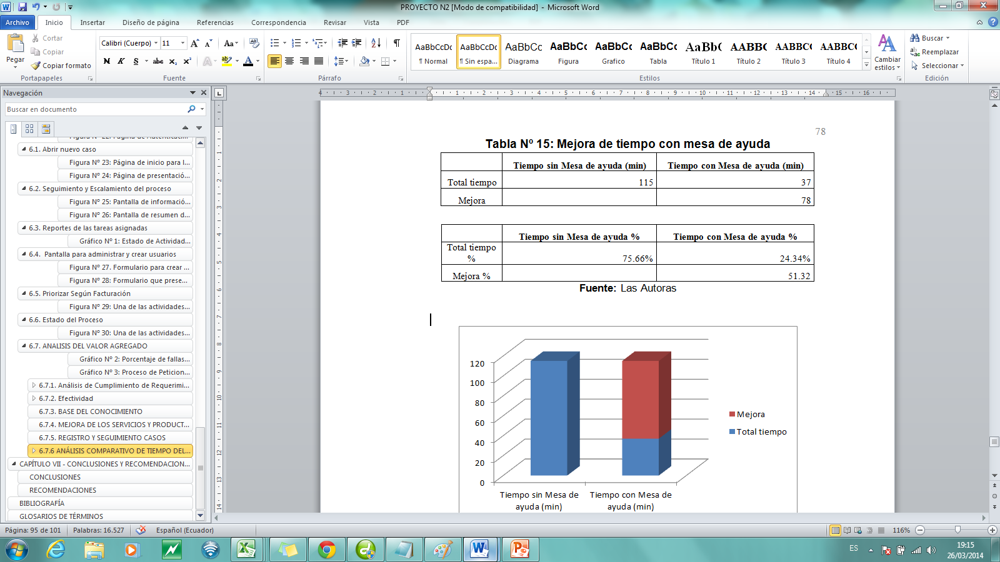 PROYECTO N2 [Modo de compatibilidad] - Microsoft Word
Archivo Inicio Insertar Diseño de página Referencias Correspondencia Revisar Vista PDF
Pegar
Cortar
Copiar
Copiar formato
Portapapeles
Calibri (Cuerpo) 11
Fuente
Párrafo
AaBbCcDc AaBbCcDc AaBbCc AaBbCc AaBbCc AaBbCc AaBbC AABBC AABBCC AABBCC
¶ Normal ¶ Sin espa... Diagrama Figura Grafico Tabla Título 1 Título 2 Título 3 Título 4
Estilos
Cambiar estilos
Buscar
Reemplazar
Seleccionar
Edición
Navegación
Buscar en documento
6.1. Abrir nuevo caso
Figura Nº 23: Página de inicio para l...
Figura Nº 24: Página de presentació...
6.2. Seguimiento y Escalamiento del proceso
Figura Nº 25: Pantalla de informació...
Figura Nº 26: Pantalla de resumen d...
6.3. Reportes de las tareas asignadas
Gráfico Nº 1: Estado de Actividad...
6.4. Pantalla para administrar y crear usuarios
Figura Nº 27. Formulario para crear ...
Figura Nº 28: Formulario que prese...
6.5. Priorizar Según Facturación
Figura Nº 29: Una de las actividades...
6.6. Estado del Proceso
Figura Nº 30: Una de las actividades...
6.7. ANALISIS DEL VALOR AGREGADO
Gráfico Nº 2: Porcentaje de fallas...
Gráfico Nº 3: Proceso de Peticion...
6.7.1. Análisis de Cumplimiento de Requerimi...
6.7.2. Efectividad
6.7.3. BASE DEL CONOCIMIENTO
6.7.4. MEJORA DE LOS SERVICIOS Y PRODUCT...
6.7.5. REGISTRO Y SEGUIMIENTO CASOS
6.7.6 ANÁLISIS COMPARATIVO DE TIEMPO DEL...
CAPÍTULO VII - CONCLUSIONES Y RECOMENDACION...
CONCLUSIONES
RECOMENDACIONES
BIBLIOGRAFÍA
GLOSARIOS DE TÉRMINOS
78
Tabla Nº 15: Mejora de tiempo con mesa de ayuda
Tiempo sin Mesa de ayuda (min) Tiempo con Mesa de ayuda (min)
Total tiempo 115 37
Mejora 78
Tiempo sin Mesa de ayuda % Tiempo con Mesa de ayuda %
Total tiempo % 75.66% 24.34%
Mejora % 51.32
Fuente: Las Autoras
120
100
80
60
40
20
0
Tiempo sin Mesa de ayuda (min)
Tiempo con Mesa de ayuda (min)
Mejora
Total tiempo
Página: 95 de 101 Palabras: 16.527 Español (Ecuador) 116%
ES 19:15
26/03/2014